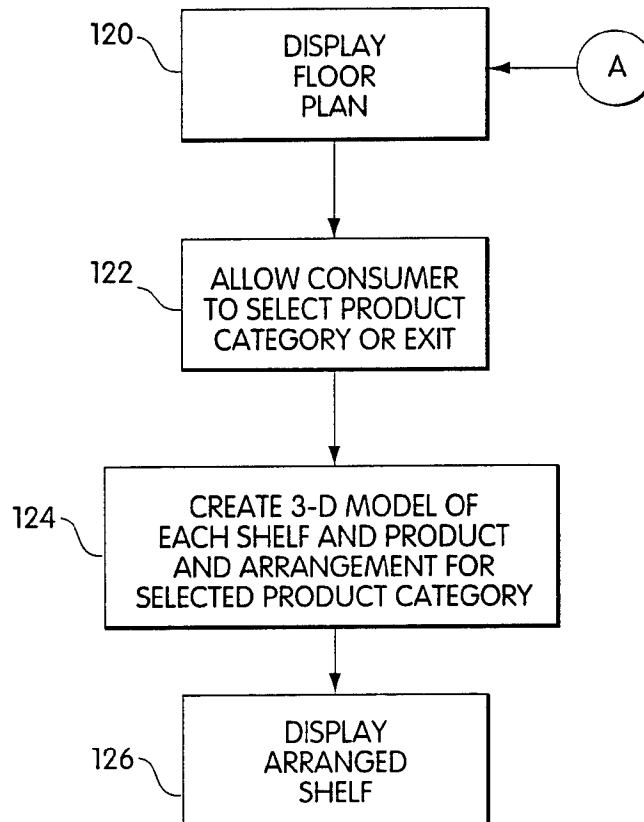 120
DISPLAY
FLOOR
PLAN
A
122
ALLOW CONSUMER
TO SELECT PRODUCT
CATEGORY OR EXIT
124
CREATE 3-D MODEL OF
EACH SHELF AND PRODUCT
AND ARRANGEMENT FOR
SELECTED PRODUCT CATEGORY
126
DISPLAY
ARRANGED
SHELF